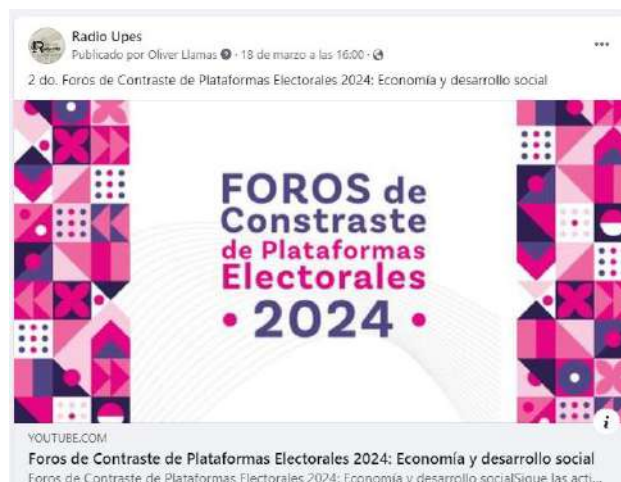 Radio Upes
Publicado por Oliver Llamas · 18 de marzo a las 16:00 ·
2 do. Foros de Contraste de Plataformas Electorales 2024: Economía y desarrollo social
FOROS de
Constraste
de Plataformas
Electorales
• 2024 •
YOUTUBE.COM
Foros de Contraste de Plataformas Electorales 2024: Economía y desarrollo social
Foros de Contraste de Plataformas Electorales 2024: Economía y desarrollo socialSigue las acti...